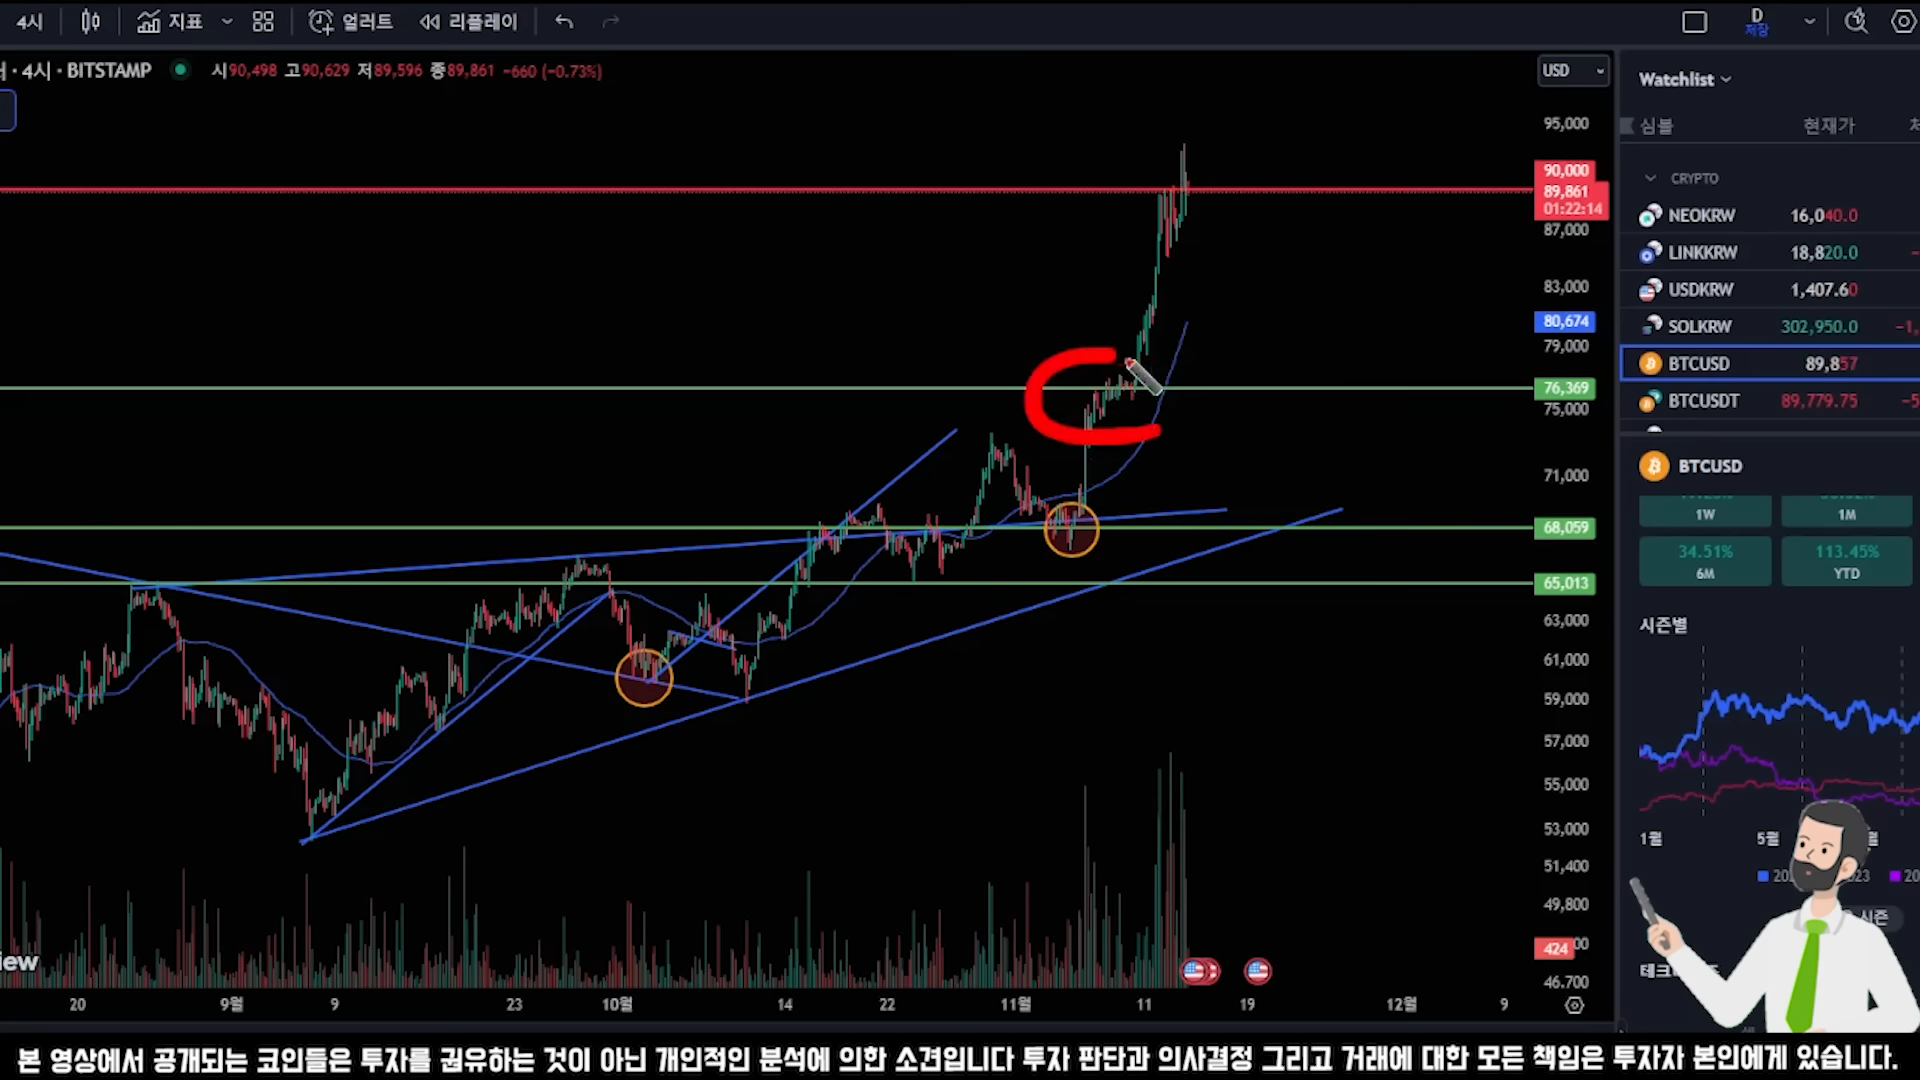 4시 지표 얼러트 리플레이 D 저장
· 4시 · BITSTAMP 시90,498 고90,629 저89,596 종89,861 −660 (−0.73%)
USD
95,000
90,000
89,861
01:22:14
87,000
83,000
80,674
79,000
76,369
75,000
71,000
68,059
65,013
63,000
61,000
59,000
57,000
55,000
53,000
51,400
49,800
424
46.700
20 9월 9 23 10월 14 22 11월 11 19 12월 9
Watchlist
심볼 현재가
CRYPTO
NEOKRW 16,040.0
LINKKRW 18,820.0
USDKRW 1,407.60
SOLKRW 302,950.0 −1,
BTCUSD 89,857
BTCUSDT 89,779.75 −5
BTCUSD
1W 1M
34.51% 113.45%
6M YTD
시즌별
1월 5월
시즌
본 영상에서 공개되는 코인들은 투자를 권유하는 것이 아닌 개인적인 분석에 의한 소견입니다 투자 판단과 의사결정 그리고 거래에 대한 모든 책임은 투자자 본인에게 있습니다.